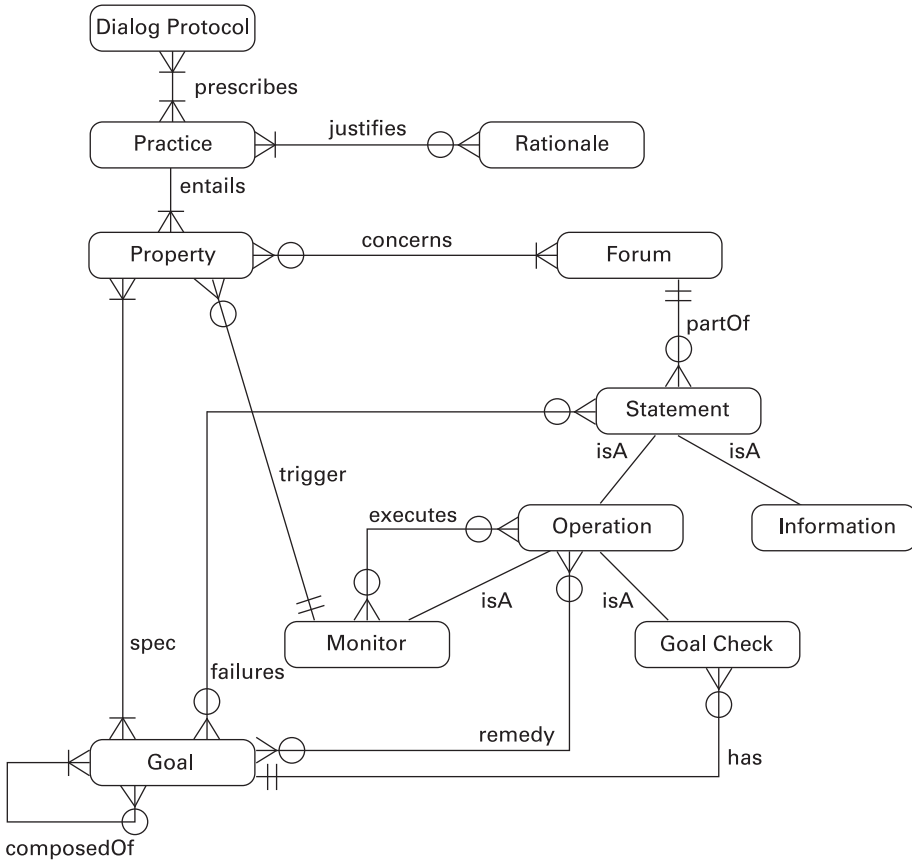 Dialog Protocol
prescribes
Practice
justifies
Rationale
entails
Property
concerns
Forum
partOf
Statement
isA
isA
trigger
executes
Operation
Information
isA
isA
Monitor
Goal Check
spec
failures
remedy
has
Goal
composedOf